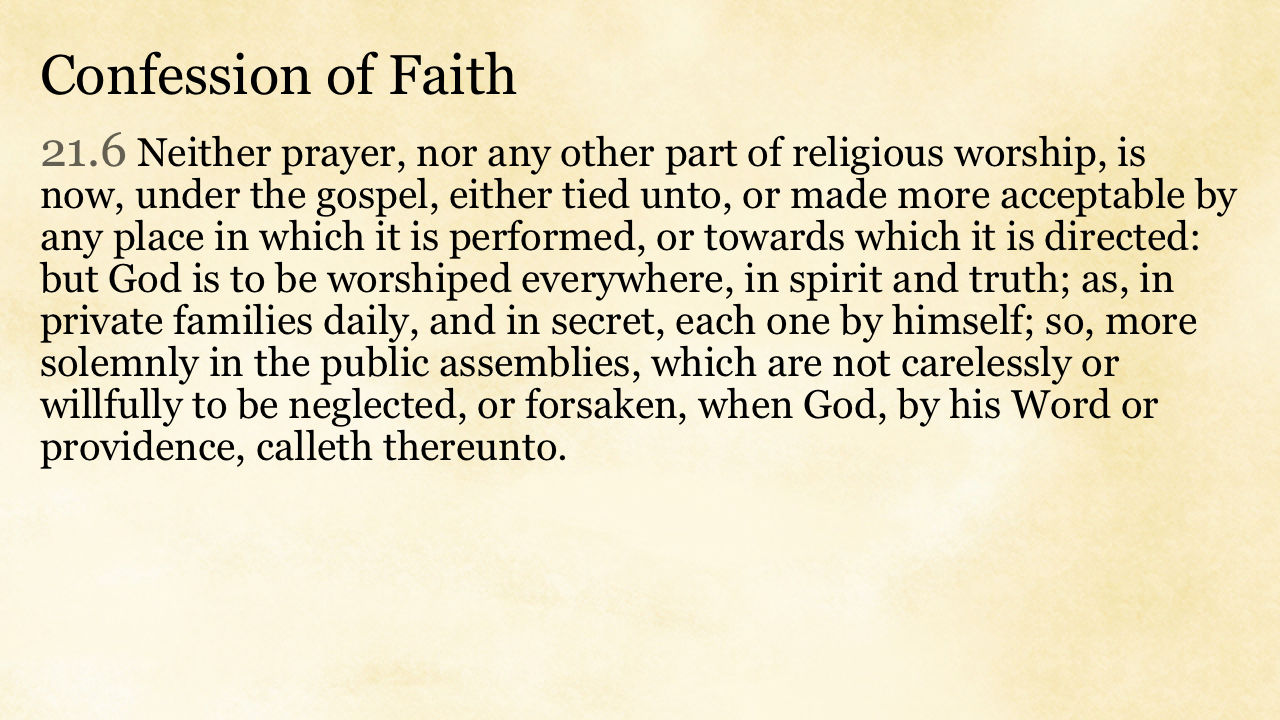 Confession of Faith
21.6 Neither prayer, nor any other part of religious worship, is
now, under the gospel, either tied unto, or made more acceptable by
any place in which it is performed, or towards which it is directed:
but God is to be worshiped everywhere, in spirit and truth; as, in
private families daily, and in secret, each one by himself; so, more
solemnly in the public assemblies, which are not carelessly or
willfully to be neglected, or forsaken, when God, by his Word or
providence, calleth thereunto.